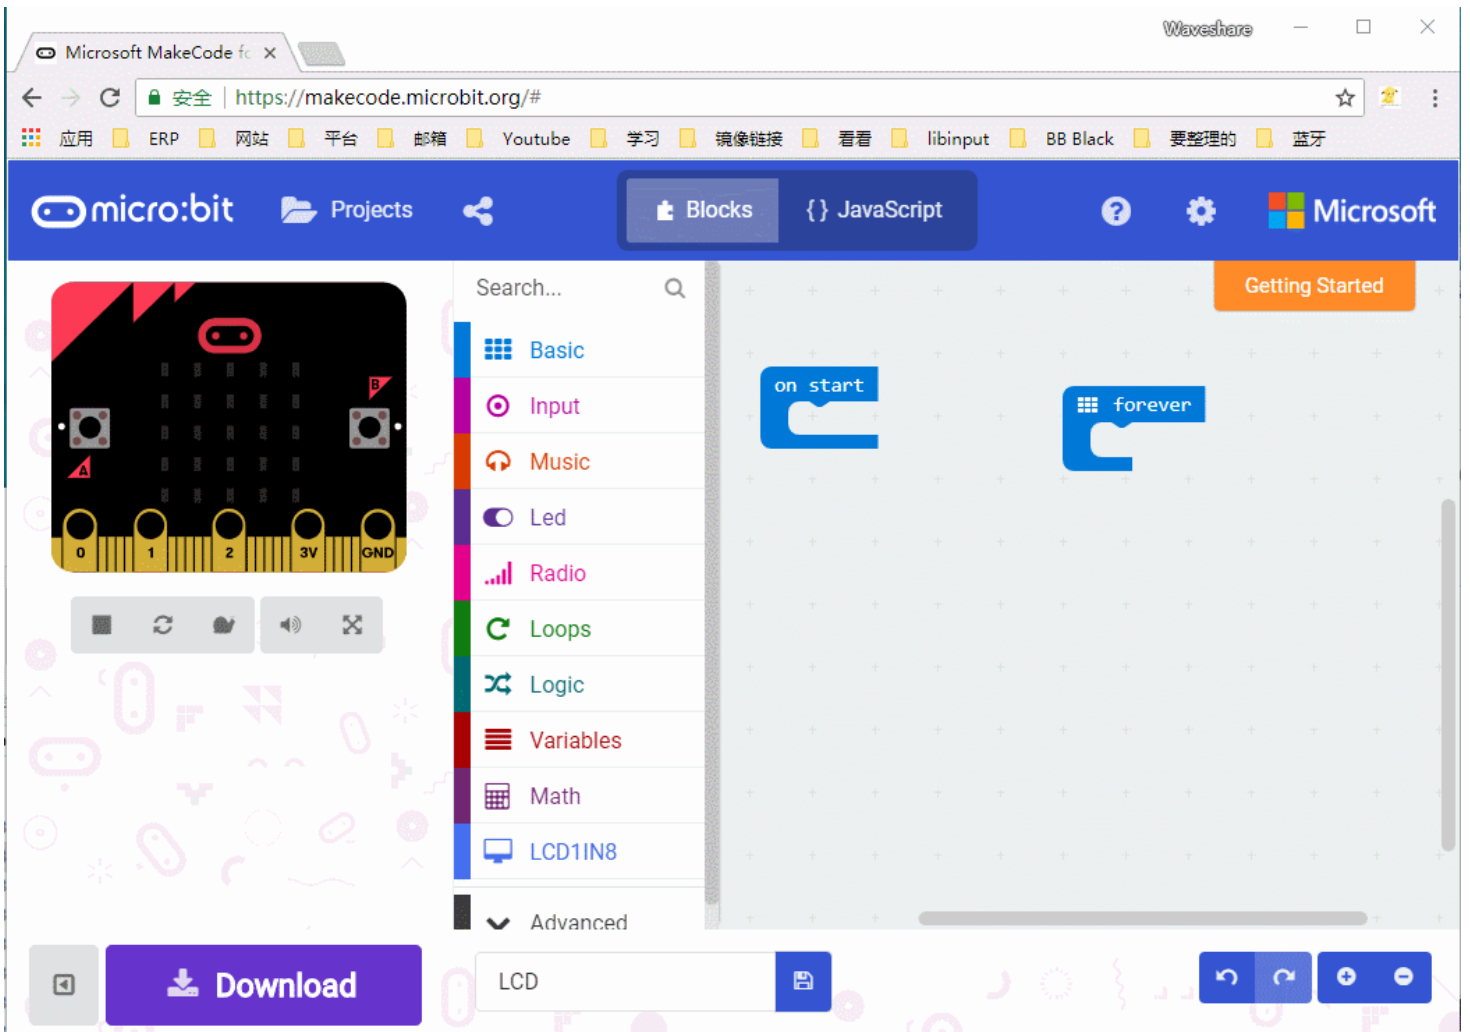 Waveshare
Microsoft MakeCode fo
安全 https://makecode.microbit.org/#
应用 ERP 网站 平台 邮箱 Youtube 学习 镜像链接 看看 libinput BB Black 要整理的 蓝牙
micro:bit Projects Blocks {} JavaScript Microsoft
Search...
Getting Started
Basic
on start
forever
Input
Music
Led
Radio
Loops
Logic
Variables
Math
LCD1IN8
Advanced
B
A
0 1 2 3V GND
Download
LCD